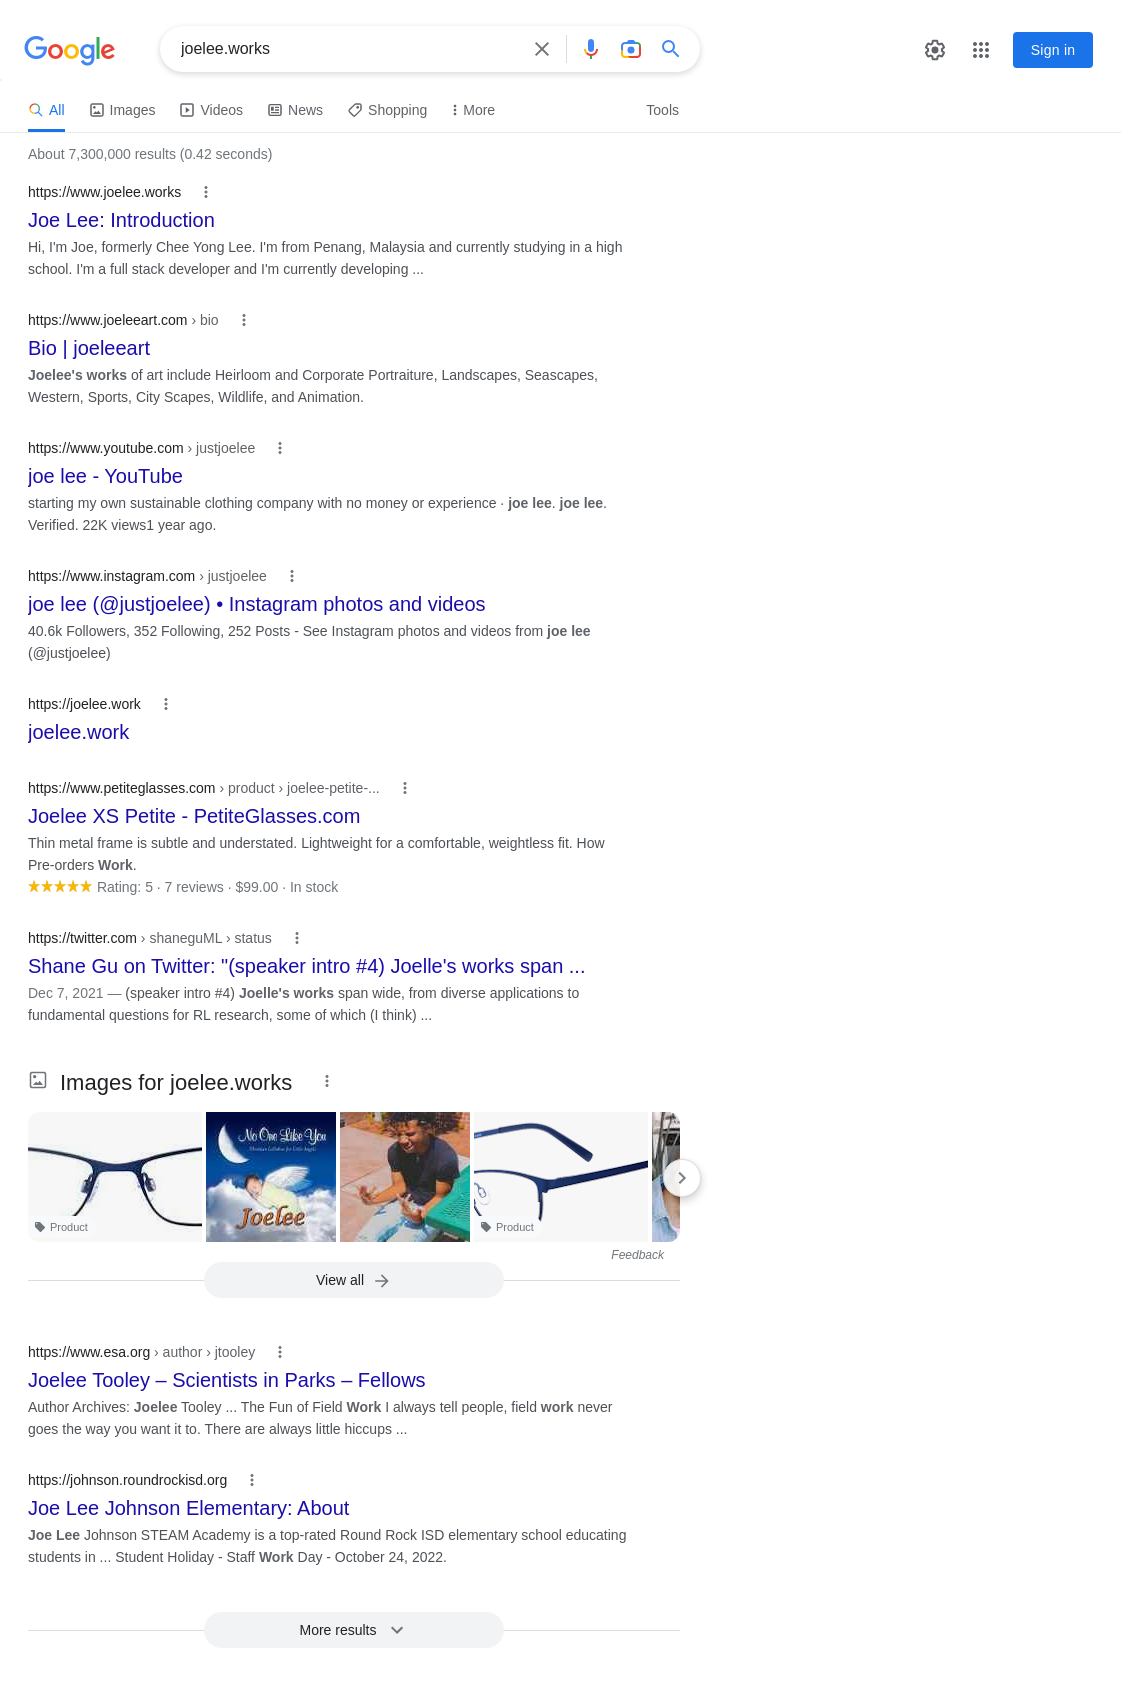 Google
joelee.works
Sign in
All
Images
Videos
News
Shopping
More
Tools
About 7,300,000 results (0.42 seconds)
https://www.joelee.works
Joe Lee: Introduction
Hi, I'm Joe, formerly Chee Yong Lee. I'm from Penang, Malaysia and currently studying in a high
school. I'm a full stack developer and I'm currently developing ...
https://www.joeleeart.com › bio
Bio | joeleeart
Joelee's works of art include Heirloom and Corporate Portraiture, Landscapes, Seascapes,
Western, Sports, City Scapes, Wildlife, and Animation.
https://www.youtube.com › justjoelee
joe lee - YouTube
starting my own sustainable clothing company with no money or experience · joe lee. joe lee.
Verified. 22K views1 year ago.
https://www.instagram.com › justjoelee
joe lee (@justjoelee) • Instagram photos and videos
40.6k Followers, 352 Following, 252 Posts - See Instagram photos and videos from joe lee
(@justjoelee)
https://joelee.work
joelee.work
https://www.petiteglasses.com › product › joelee-petite-...
Joelee XS Petite - PetiteGlasses.com
Thin metal frame is subtle and understated. Lightweight for a comfortable, weightless fit. How
Pre-orders Work.
Rating: 5 · 7 reviews · $99.00 · In stock
https://twitter.com › shaneguML › status
Shane Gu on Twitter: "(speaker intro #4) Joelle's works span ...
Dec 7, 2021 — (speaker intro #4) Joelle's works span wide, from diverse applications to
fundamental questions for RL research, some of which (I think) ...
Images for joelee.works
No One Like You
Joelee
Product
Product
Feedback
View all
https://www.esa.org › author › jtooley
Joelee Tooley – Scientists in Parks – Fellows
Author Archives: Joelee Tooley ... The Fun of Field Work I always tell people, field work never
goes the way you want it to. There are always little hiccups ...
https://johnson.roundrockisd.org
Joe Lee Johnson Elementary: About
Joe Lee Johnson STEAM Academy is a top-rated Round Rock ISD elementary school educating
students in ... Student Holiday - Staff Work Day - October 24, 2022.
More results